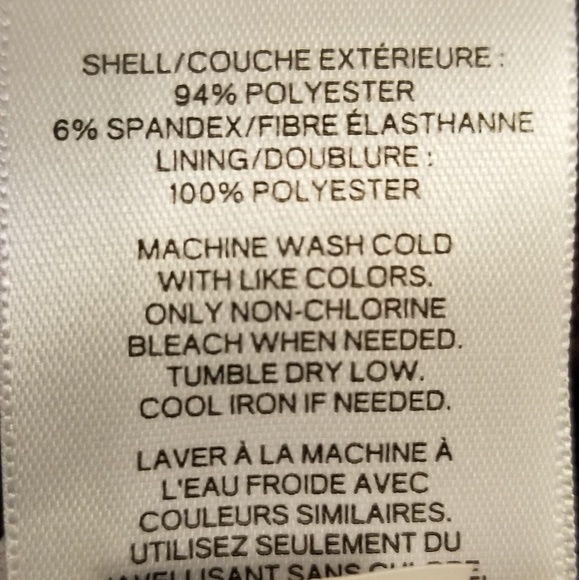 SHELL/COUCHE EXTÉRIEURE :
94% POLYESTER
6% SPANDEX/FIBRE ÉLASTHANNE
LINING/DOUBLURE :
100% POLYESTER
MACHINE WASH COLD
WITH LIKE COLORS.
ONLY NON-CHLORINE
BLEACH WHEN NEEDED.
TUMBLE DRY LOW.
COOL IRON IF NEEDED.
LAVER À LA MACHINE À
L'EAU FROIDE AVEC
COULEURS SIMILAIRES.
UTILISEZ SEULEMENT DU
SANS